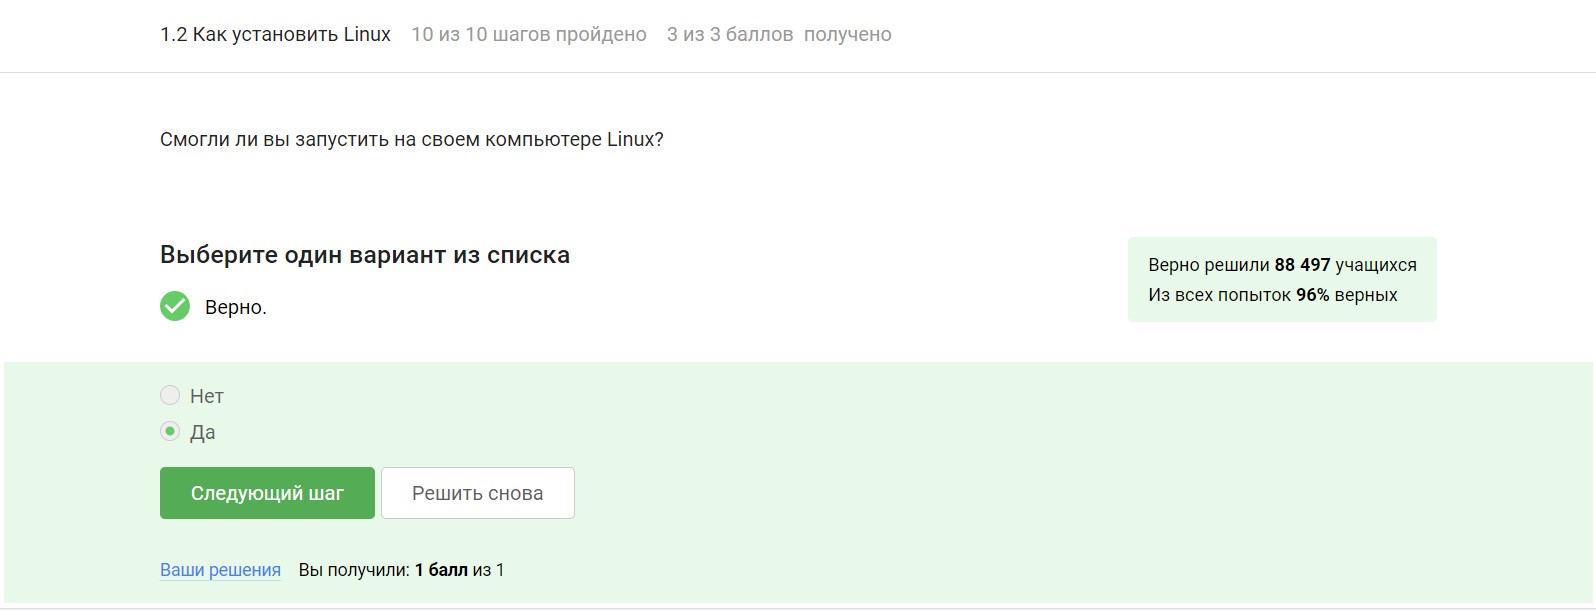 1.2 Как установить Linux 10 из 10 шагов пройдено 3 из 3 баллов получено
Смогли ли вы запустить на своем компьютере Linux?
Выберите один вариант из списка
Верно.
Верно решили 88 497 учащихся
Из всех попыток 96% верных
Нет
Да
Следующий шаг Решить снова
Ваши решения Вы получили: 1 балл из 1